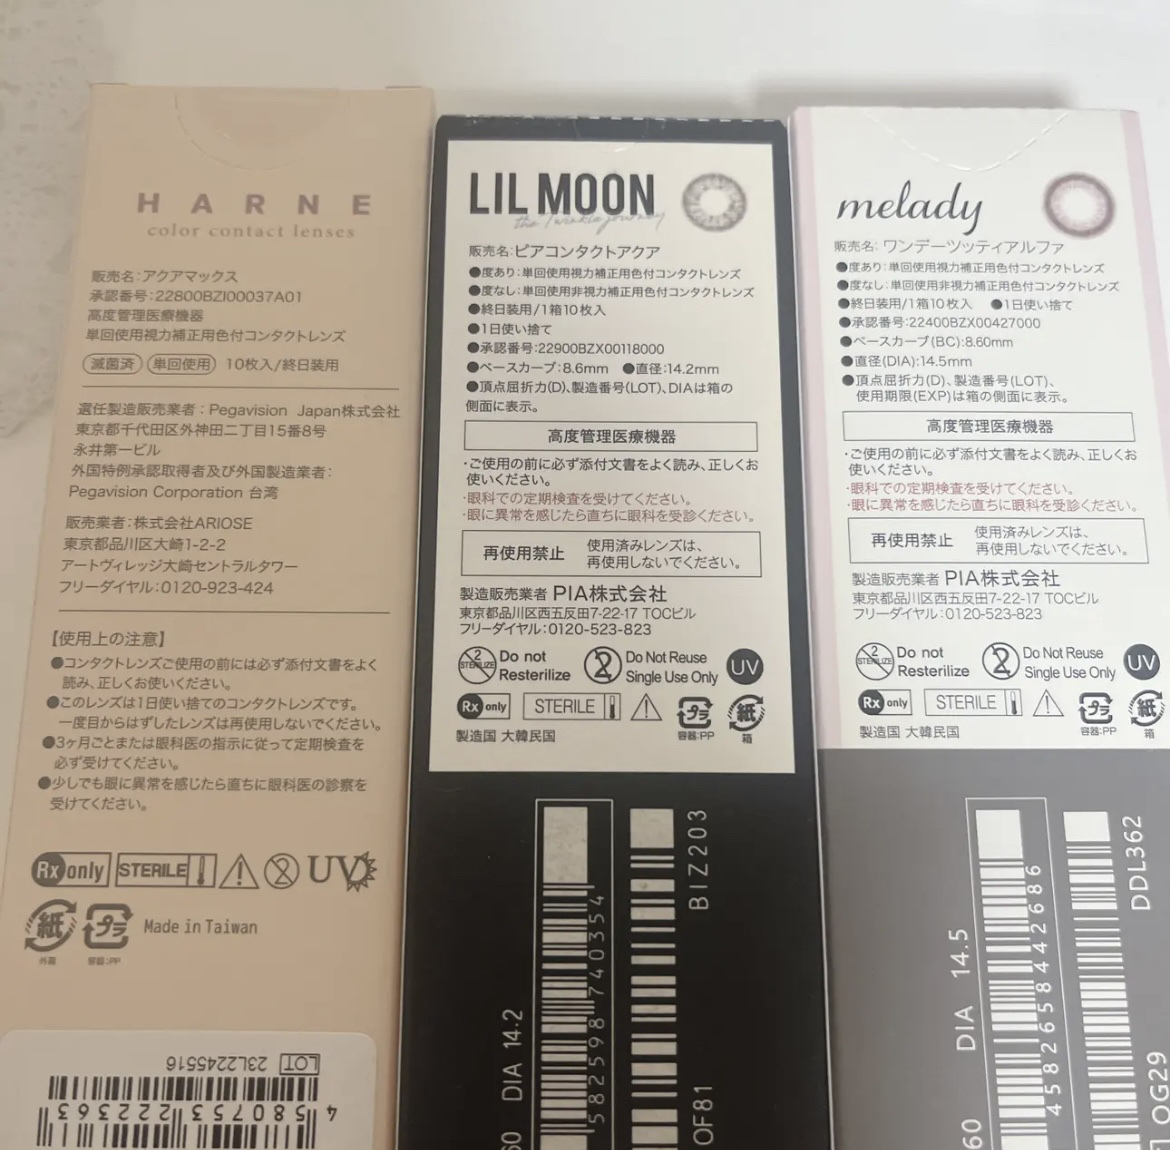 HARNE
color contact lenses
販売名：アクアマックス
承認番号：22800BZI00037A01
高度管理医療機器
単回使用視力補正用色付コンタクトレンズ
滅菌済 単回使用 10枚入/終日装用
選任製造販売業者：Pegavision Japan株式会社
東京都千代田区外神田二丁目15番8号
永井第一ビル
外国特例承認取得者及び外国製造業者：
Pegavision Corporation 台湾
販売業者：株式会社ARIOSE
東京都品川区大崎1-2-2
アートヴィレッジ大崎セントラルタワー
フリーダイヤル：0120-923-424
【使用上の注意】
●コンタクトレンズご使用の前には必ず添付文書をよく
読み、正しくお使いください。
●このレンズは1日使い捨てのコンタクトレンズです。
一度目からはずしたレンズは再使用しないでください。
●3ヶ月ごとまたは眼科医の指示に従って定期検査を
必ず受けてください。
●少しでも眼に異常を感じたら直ちに眼科医の診察を
受けてください。
Rx only STERILE 2 UV
紙 プラ Made in Taiwan
外箱 容器：PP
LOT 23L2245516
4 580753 222363
LIL MOON
the Twinkle journey
販売名：ピアコンタクトアクア
●度あり：単回使用視力補正用色付コンタクトレンズ
●度なし：単回使用非視力補正用色付コンタクトレンズ
●終日装用/1箱10枚入
●1日使い捨て
●承認番号：22900BZX00118000
●ベースカーブ：8.6mm ●直径：14.2mm
●頂点屈折力(D)、製造番号(LOT)、DIAは箱の
側面に表示。
高度管理医療機器
・ご使用の前に必ず添付文書をよく読み、正しくお
使いください。
・眼科での定期検査を受けてください。
・眼に異常を感じたら直ちに眼科を受診ください。
再使用禁止 使用済みレンズは、
再使用しないでください。
製造販売業者 PIA株式会社
東京都品川区西五反田7-22-17 TOCビル
フリーダイヤル：0120-523-823
2 STERILIZE Do not
Resterilize
2 Do Not Reuse
Single Use Only
UV
Rx only STERILE プラ 紙
容器：PP 箱
製造国 大韓民国
BIZ203
4598740354
DIA 14.2
OF81
melady
販売名：ワンデーツッティアルファ
●度あり：単回使用視力補正用色付コンタクトレンズ
●度なし：単回使用非視力補正用色付コンタクトレンズ
●終日装用/1箱10枚入 ●1日使い捨て
●承認番号：22400BZX00427000
●ベースカーブ(BC)：8.60mm
●直径(DIA)：14.5mm
●頂点屈折力(D)、製造番号(LOT)、
使用期限(EXP)は箱の側面に表示。
高度管理医療機器
・ご使用の前に必ず添付文書をよく読み、正しくお
使いください。
・眼科での定期検査を受けてください。
・眼に異常を感じたら直ちに眼科を受診ください。
再使用禁止 使用済みレンズは、
再使用しないでください。
製造販売業者 PIA株式会社
東京都品川区西五反田7-22-17 TOCビル
フリーダイヤル：0120-523-823
2 STERILIZE Do not
Resterilize
2 Do Not Reuse
Single Use Only
UV
Rx only STERILE プラ 紙
容器：PP 箱
製造国 大韓民国
DDL362
4582658442686
DIA 14.5
OG29